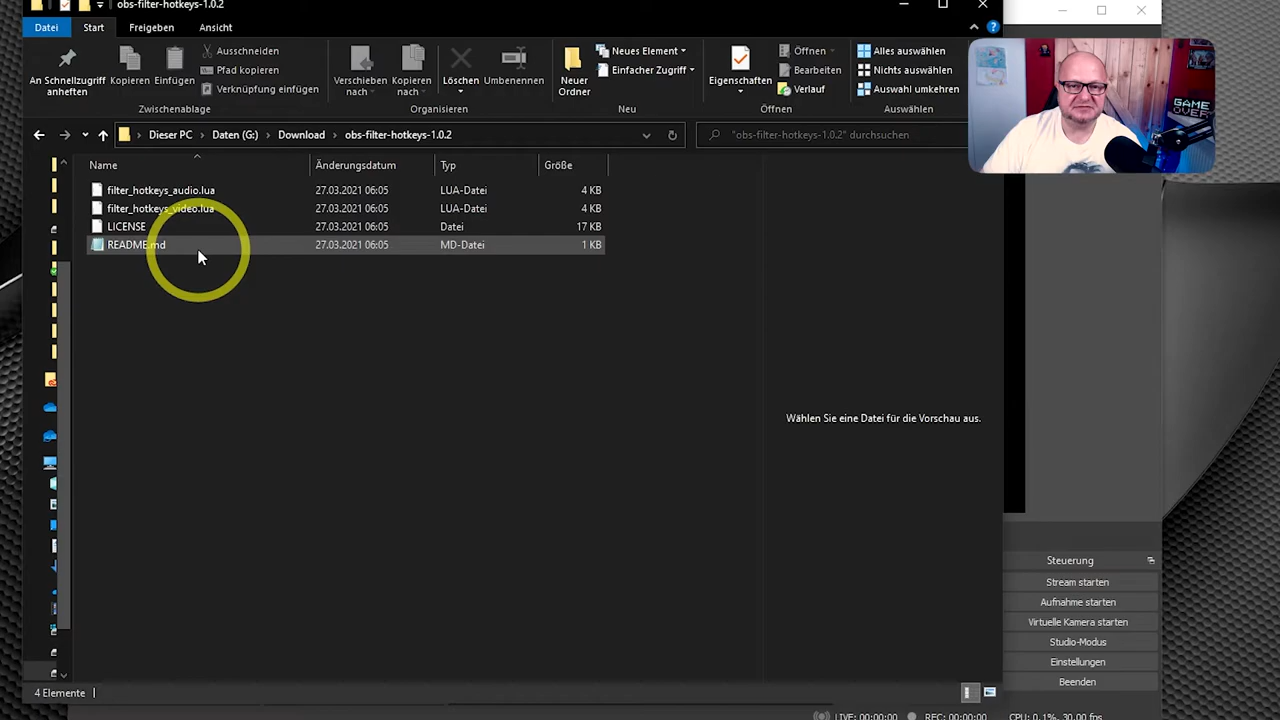 obs-filter-hotkeys-1.0.2
Datei Start Freigeben Ansicht
An Schnellzugriff anheften
Kopieren
Einfügen
Ausschneiden
Pfad kopieren
Verknüpfung einfügen
Zwischenablage
Verschieben nach
Kopieren nach
Löschen
Umbenennen
Organisieren
Neuer Ordner
Neues Element
Einfacher Zugriff
Neu
Eigenschaften
Öffnen
Bearbeiten
Verlauf
Öffnen
Alles auswählen
Nichts auswählen
Auswahl umkehren
Auswählen
GAME OVER
Dieser PC > Daten (G:) > Download > obs-filter-hotkeys-1.0.2
"obs-filter-hotkeys-1.0.2" durchsuchen
Name Änderungsdatum Typ Größe
filter_hotkeys_audio.lua 27.03.2021 06:05 LUA-Datei 4 KB
filter_hotkeys_video.lua 27.03.2021 06:05 LUA-Datei 4 KB
LICENSE 27.03.2021 06:05 Datei 17 KB
README.md 27.03.2021 06:05 MD-Datei 1 KB
Wählen Sie eine Datei für die Vorschau aus.
Steuerung
Stream starten
Aufnahme starten
Virtuelle Kamera starten
Studio-Modus
Einstellungen
Beenden
4 Elemente
LIVE: 00:00:00 REC: 00:00:00 CPU: 0.1%, 30.00 fps